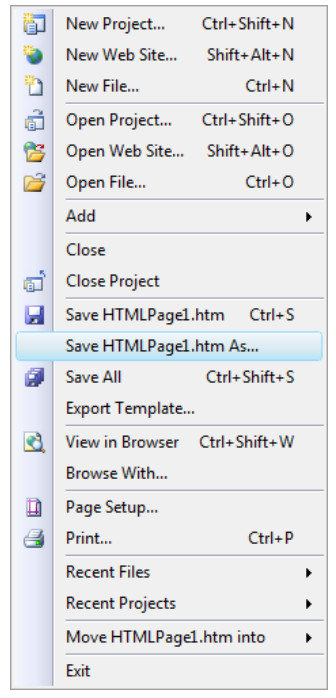 New Project... Ctrl+Shift+N
New Web Site... Shift+Alt+N
New File... Ctrl+N
Open Project... Ctrl+Shift+O
Open Web Site... Shift+Alt+O
Open File... Ctrl+O
Add
Close
Close Project
Save HTMLPage1.htm Ctrl+S
Save HTMLPage1.htm As...
Save All Ctrl+Shift+S
Export Template...
View in Browser Ctrl+Shift+W
Browse With...
Page Setup...
Print... Ctrl+P
Recent Files
Recent Projects
Move HTMLPage1.htm into
Exit